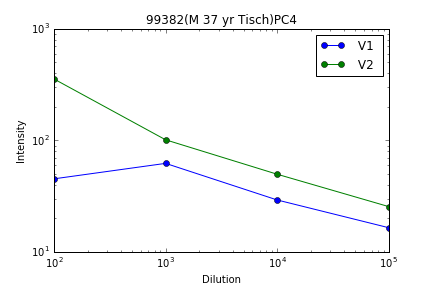 99382(M 37 yr Tisch)PC4
10³
10²
10¹
Intensity
V1
V2
10² 10³ 10⁴ 10⁵
Dilution